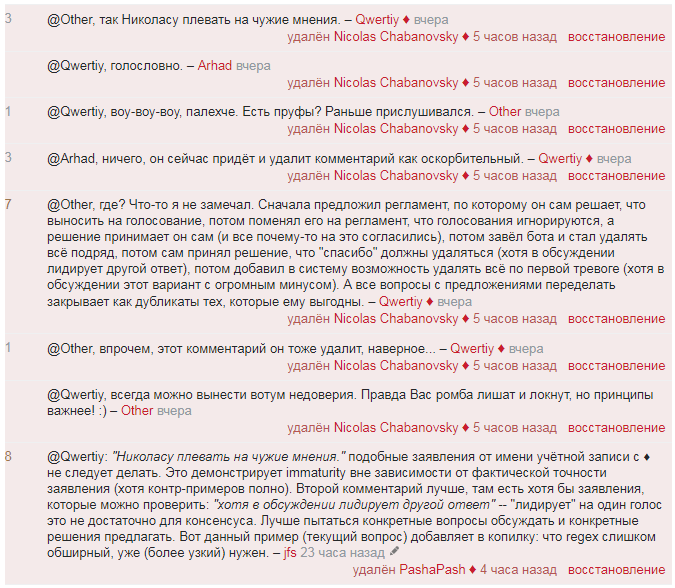 3 @Other, так Николасу плевать на чужие мнения. – Qwertiy ♦ вчера
удалён Nicolas Chabanovsky ♦ 5 часов назад восстановление
@Qwertiy, голословно. – Arhad вчера
удалён Nicolas Chabanovsky ♦ 5 часов назад восстановление
1 @Qwertiy, воу-воу-воу, палехче. Есть пруфы? Раньше прислушивался. – Other вчера
удалён Nicolas Chabanovsky ♦ 5 часов назад восстановление
3 @Arhad, ничего, он сейчас придёт и удалит комментарий как оскорбительный. – Qwertiy ♦ вчера
удалён Nicolas Chabanovsky ♦ 5 часов назад восстановление
7 @Other, где? Что-то я не замечал. Сначала предложил регламент, по которому он сам решает, что
выносить на голосование, потом поменял его на регламент, что голосования игнорируются, а
решение принимает он сам (и все почему-то на это согласились), потом завёл бота и стал удалять
всё подряд, потом сам принял решение, что "спасибо" должны удаляться (хотя в обсуждении
лидирует другой ответ), потом добавил в систему возможность удалять всё по первой тревоге (хотя в
обсуждении этот вариант с огромным минусом). А все вопросы с предложениями переделать
закрывает как дубликаты тех, которые ему выгодны. – Qwertiy ♦ вчера
удалён Nicolas Chabanovsky ♦ 5 часов назад восстановление
1 @Other, впрочем, этот комментарий он тоже удалит, наверное... – Qwertiy ♦ вчера
удалён Nicolas Chabanovsky ♦ 5 часов назад восстановление
@Qwertiy, всегда можно вынести вотум недоверия. Правда Вас ромба лишат и локнут, но принципы
важнее! :) – Other вчера
удалён Nicolas Chabanovsky ♦ 5 часов назад восстановление
8 @Qwertiy: "Николасу плевать на чужие мнения." подобные заявления от имени учётной записи с ♦
не следует делать. Это демонстрирует immaturity вне зависимости от фактической точности
заявления (хотя контр-примеров полно). Второй комментарий лучше, там есть хотя бы заявления,
которые можно проверить: "хотя в обсуждении лидирует другой ответ" -- "лидирует" на один голос
это не достаточно для консенсуса. Лучше пытаться конкретные вопросы обсуждать и конкретные
решения предлагать. Вот данный пример (текущий вопрос) добавляет в копилку: что regex слишком
обширный, уже (более узкий) нужен. – jfs 23 часа назад
удалён PashaPash ♦ 4 часа назад восстановление